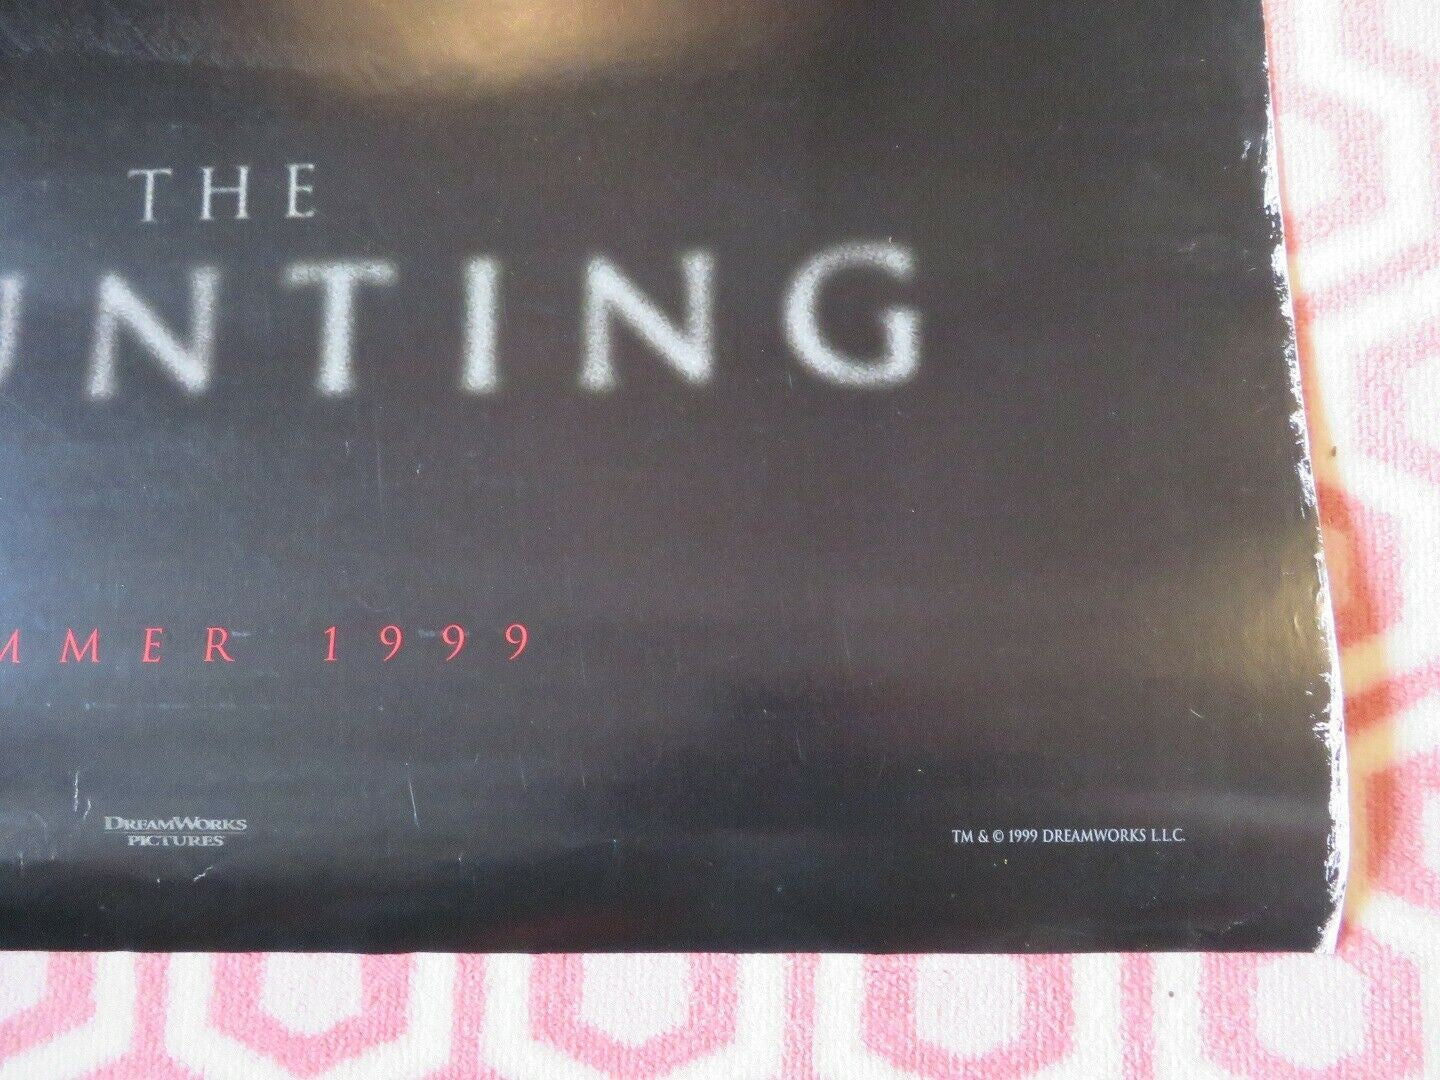 THE
UNTING
MMER 1999
DREAMWORKS
PICTURES
TM & © 1999 DREAMWORKS L.L.C.